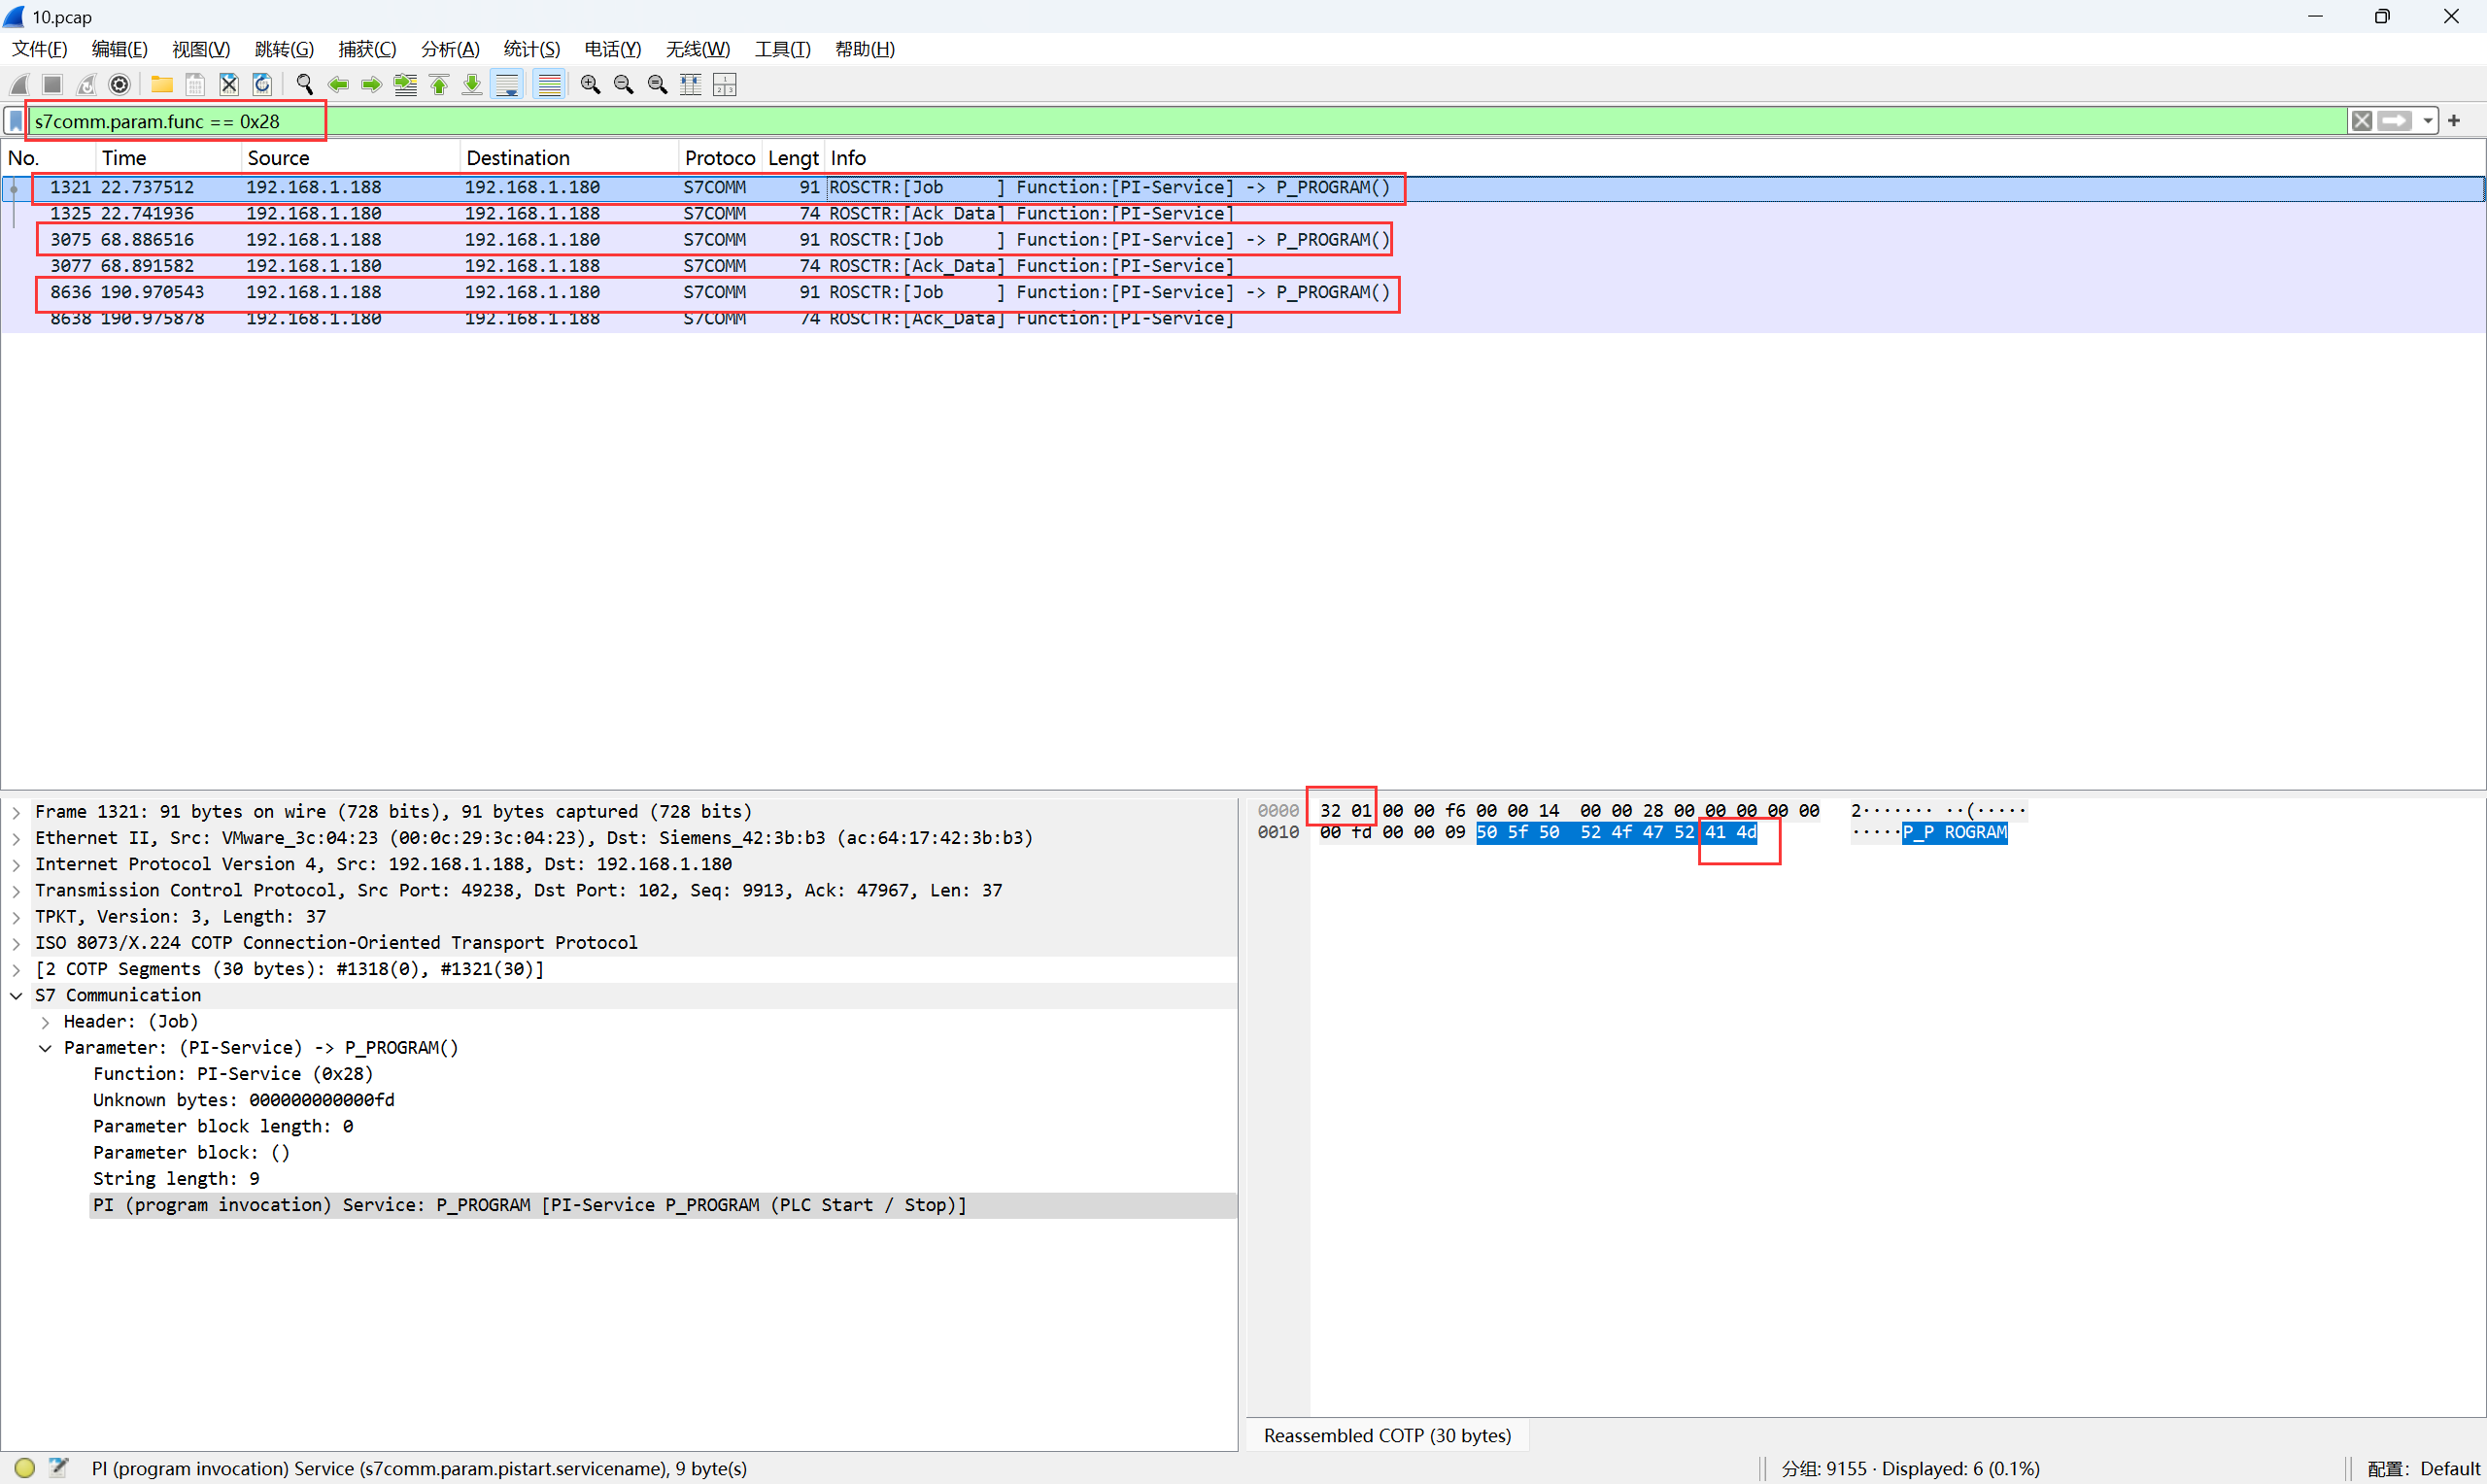 10.pcap
文件(F) 编辑(E) 视图(V) 跳转(G) 捕获(C) 分析(A) 统计(S) 电话(Y) 无线(W) 工具(T) 帮助(H)
s7comm.param.func == 0x28
No. Time Source Destination Protoco Lengt Info
1321 22.737512 192.168.1.188 192.168.1.180 S7COMM 91 ROSCTR:[Job ] Function:[PI-Service] -> P_PROGRAM()
1325 22.741936 192.168.1.180 192.168.1.188 S7COMM 74 ROSCTR:[Ack_Data] Function:[PI-Service]
3075 68.886516 192.168.1.188 192.168.1.180 S7COMM 91 ROSCTR:[Job ] Function:[PI-Service] -> P_PROGRAM()
3077 68.891582 192.168.1.180 192.168.1.188 S7COMM 74 ROSCTR:[Ack_Data] Function:[PI-Service]
8636 190.970543 192.168.1.188 192.168.1.180 S7COMM 91 ROSCTR:[Job ] Function:[PI-Service] -> P_PROGRAM()
8638 190.975878 192.168.1.180 192.168.1.188 S7COMM 74 ROSCTR:[Ack_Data] Function:[PI-Service]
Frame 1321: 91 bytes on wire (728 bits), 91 bytes captured (728 bits)
Ethernet II, Src: VMware_3c:04:23 (00:0c:29:3c:04:23), Dst: Siemens_42:3b:b3 (ac:64:17:42:3b:b3)
Internet Protocol Version 4, Src: 192.168.1.188, Dst: 192.168.1.180
Transmission Control Protocol, Src Port: 49238, Dst Port: 102, Seq: 9913, Ack: 47967, Len: 37
TPKT, Version: 3, Length: 37
ISO 8073/X.224 COTP Connection-Oriented Transport Protocol
[2 COTP Segments (30 bytes): #1318(0), #1321(30)]
S7 Communication
Header: (Job)
Parameter: (PI-Service) -> P_PROGRAM()
Function: PI-Service (0x28)
Unknown bytes: 000000000000fd
Parameter block length: 0
Parameter block: ()
String length: 9
PI (program invocation) Service: P_PROGRAM [PI-Service P_PROGRAM (PLC Start / Stop)]
0000 32 01 00 00 f6 00 00 14 00 00 28 00 00 00 00 00 2······· ··(·····
0010 00 fd 00 00 09 50 5f 50 52 4f 47 52 41 4d ·····P_P ROGRAM
Reassembled COTP (30 bytes)
PI (program invocation) Service (s7comm.param.pistart.servicename), 9 byte(s)
分组: 9155 · Displayed: 6 (0.1%)
配置: Default